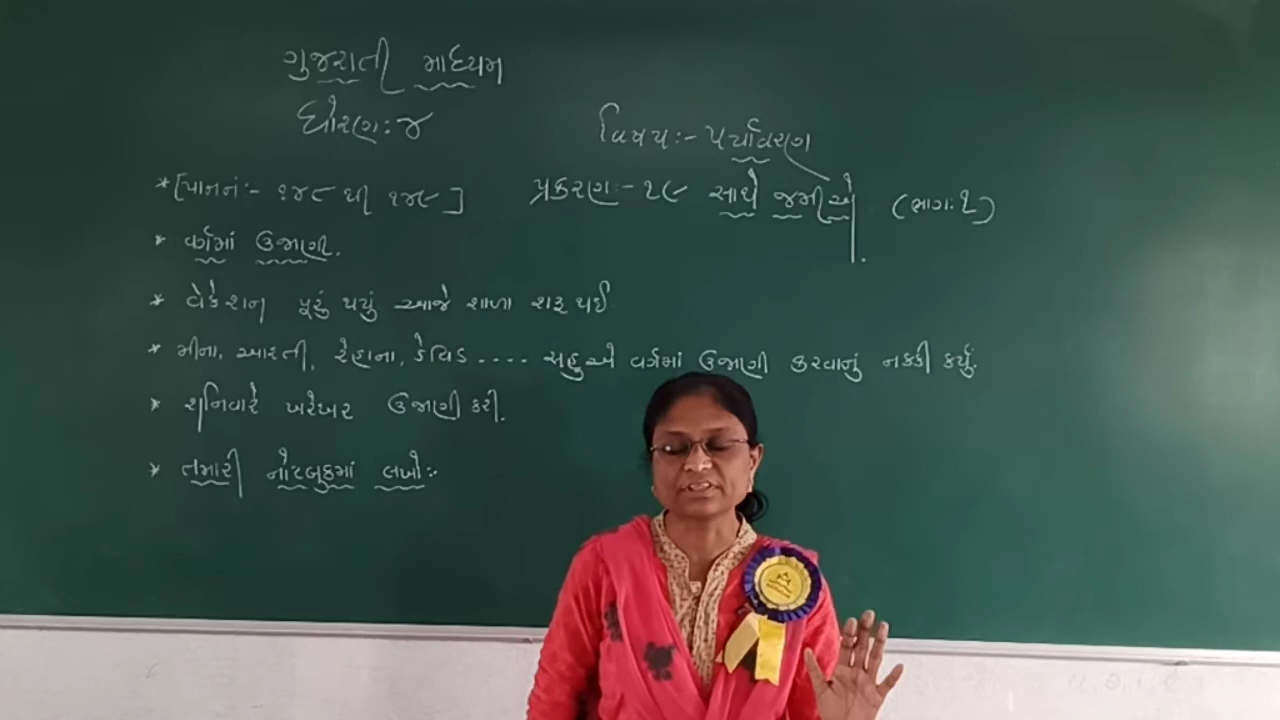 ગુજરાતી માધ્યમ
ધોરણ: ૪
વિષય:- પર્યાવરણ
* [પાનનં:- ૧૪૮ થી ૧૪૯ ]
પ્રકરણ:- ૧૯ સાથે જમીએ (ભાગ:૧)
* વર્ગમાં ઉજાણી.
* વેકેશન પૂરું થયું આજે શાળા શરૂ થઈ
* મીના, આરતી, રેહાના, ડેવિડ .... સહુએ વર્ગમાં ઉજાણી કરવાનું નક્કી કર્યું.
* શનિવારે ખરેખર ઉજાણી કરી.
* તમારી નોટબુકમાં લખો:-